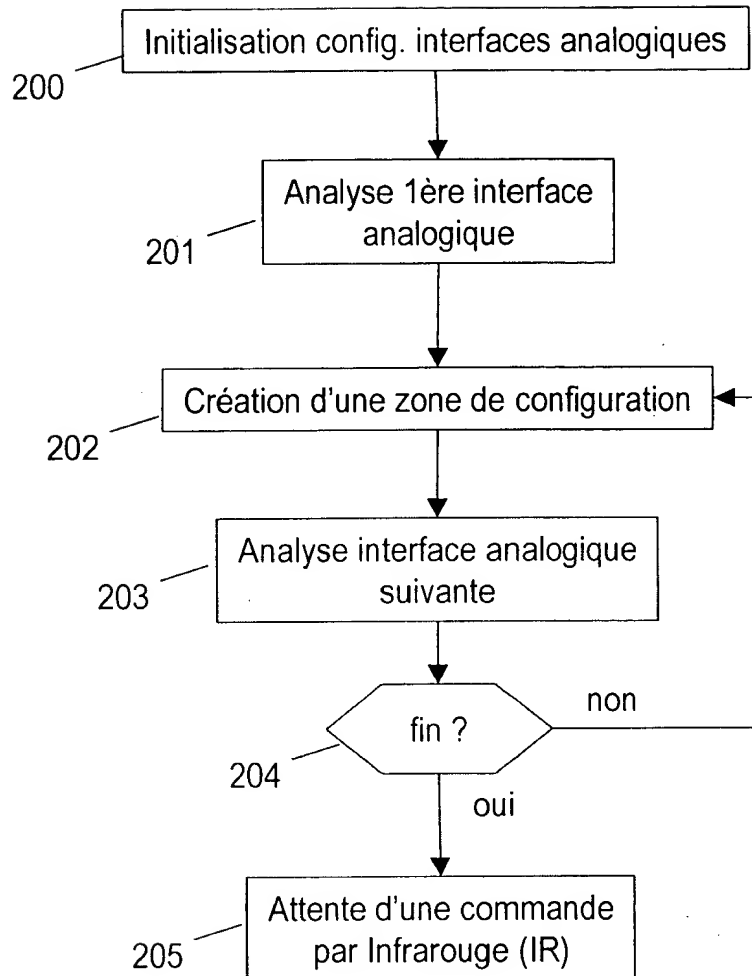 Initialisation config. interfaces analogiques
200
Analyse 1ère interface
analogique
201
Création d'une zone de configuration
202
Analyse interface analogique
suivante
203
fin ?
non
204
oui
Attente d'une commande
par Infrarouge (IR)
205